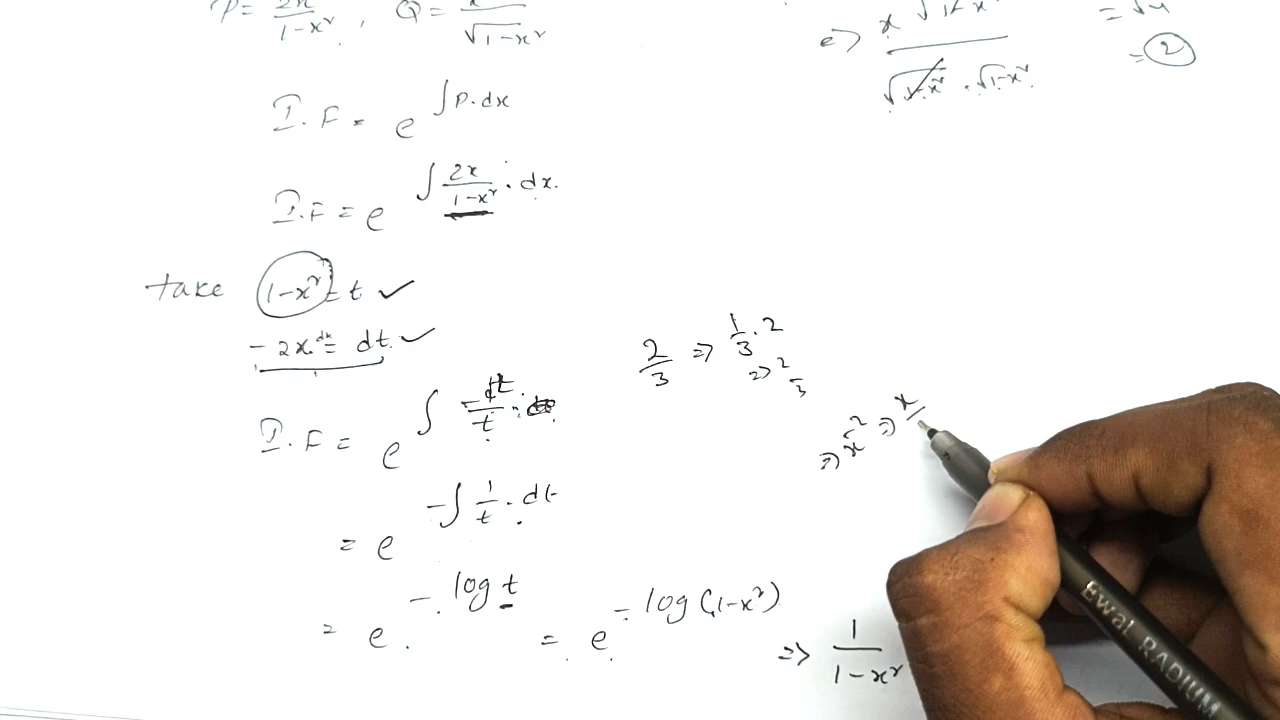 P = 2x/1-x², Q = x/√1-x²
I.F = e^∫P.dx
I.F = e^∫2x/1-x² . dx.
take 1-x² = t ✓
-2x.dx = dt. ✓
I.F = e^∫-dt/t
= e^-∫1/t . dt
= e^-log t = e^-log(1-x²) => 1/1-x²
=> x √1-x²/√1-x² . √1-x²
= √4
= 2
2/3 => 1/3 . 2
=> 2/3
=> x² => x
Ewal RADIUM